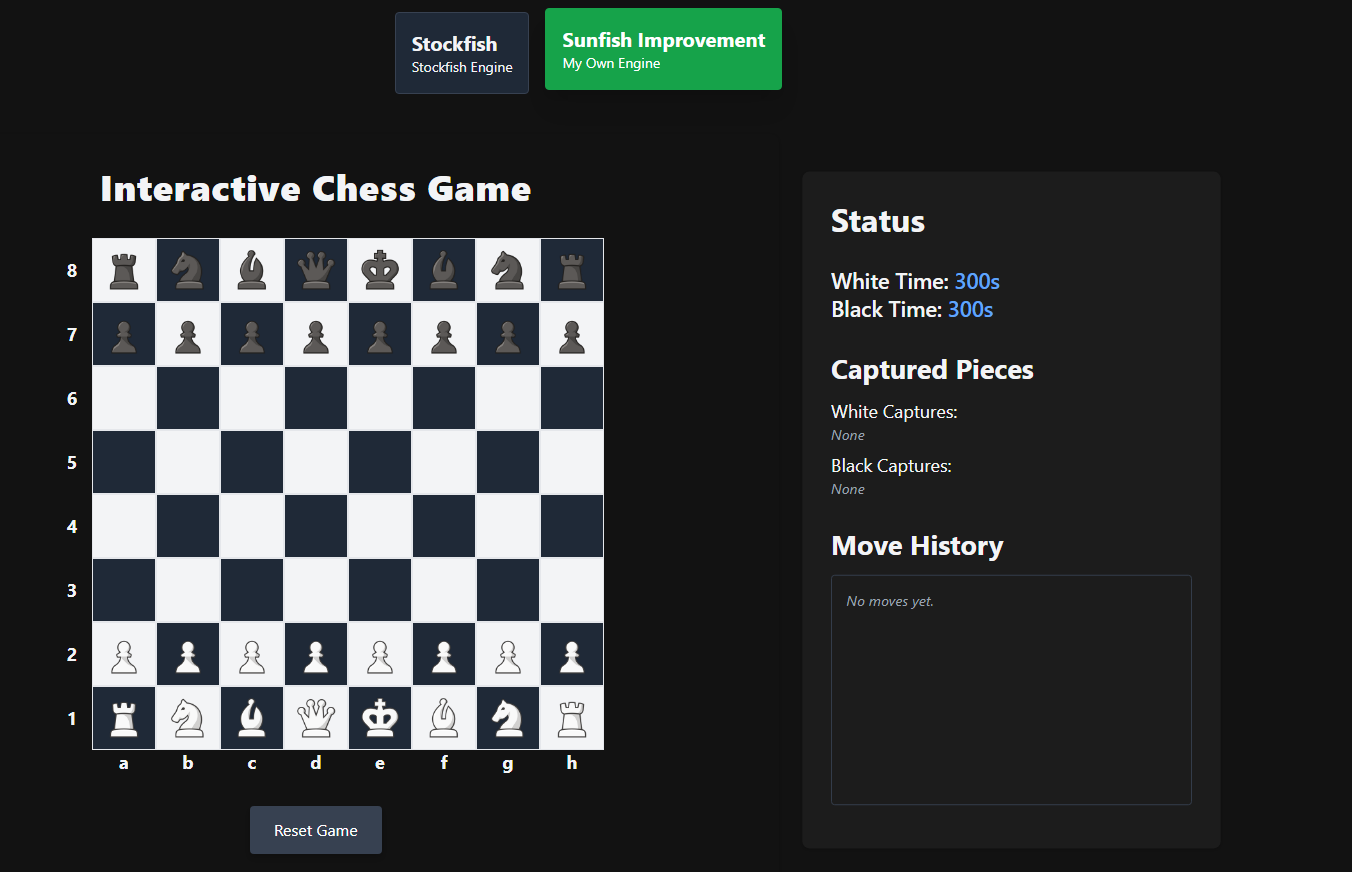 Stockfish
Stockfish Engine
Sunfish Improvement
My Own Engine
Interactive Chess Game
8
7
6
5
4
3
2
1
a b c d e f g h
Reset Game
Status
White Time: 300s
Black Time: 300s
Captured Pieces
White Captures:
None
Black Captures:
None
Move History
No moves yet.